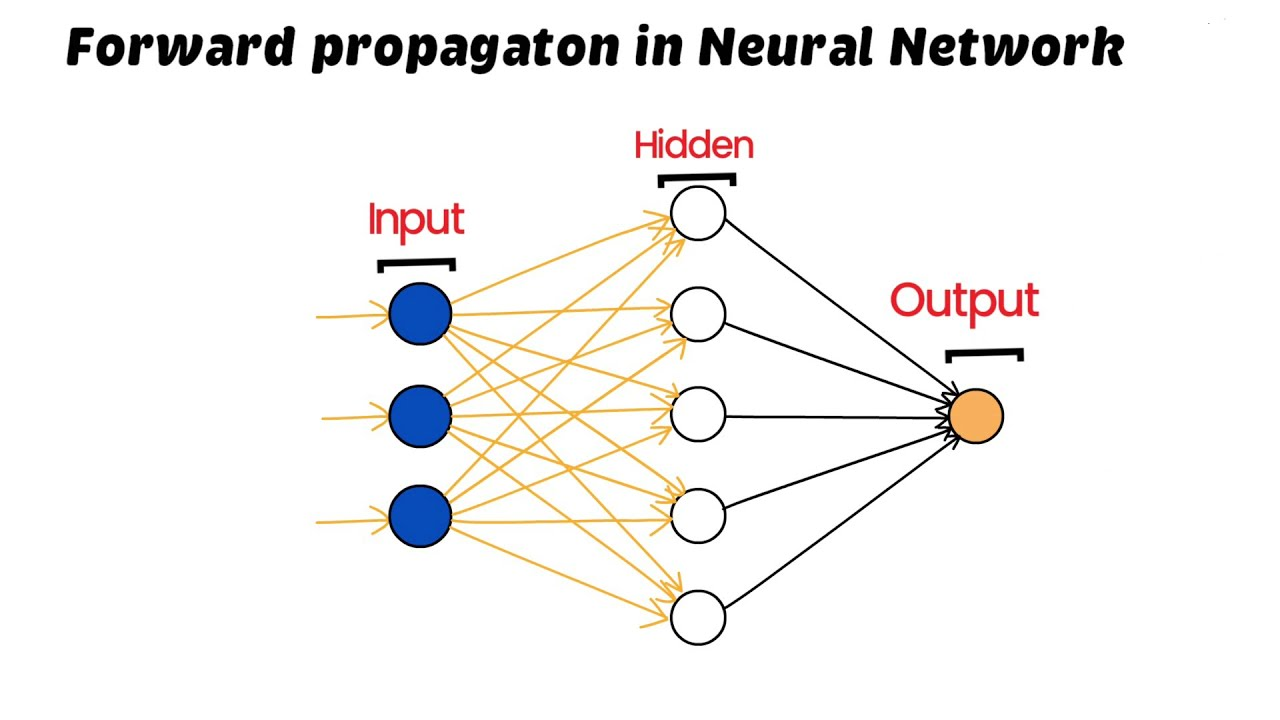 Forward propagaton in Neural Network
Hidden
Input
Output